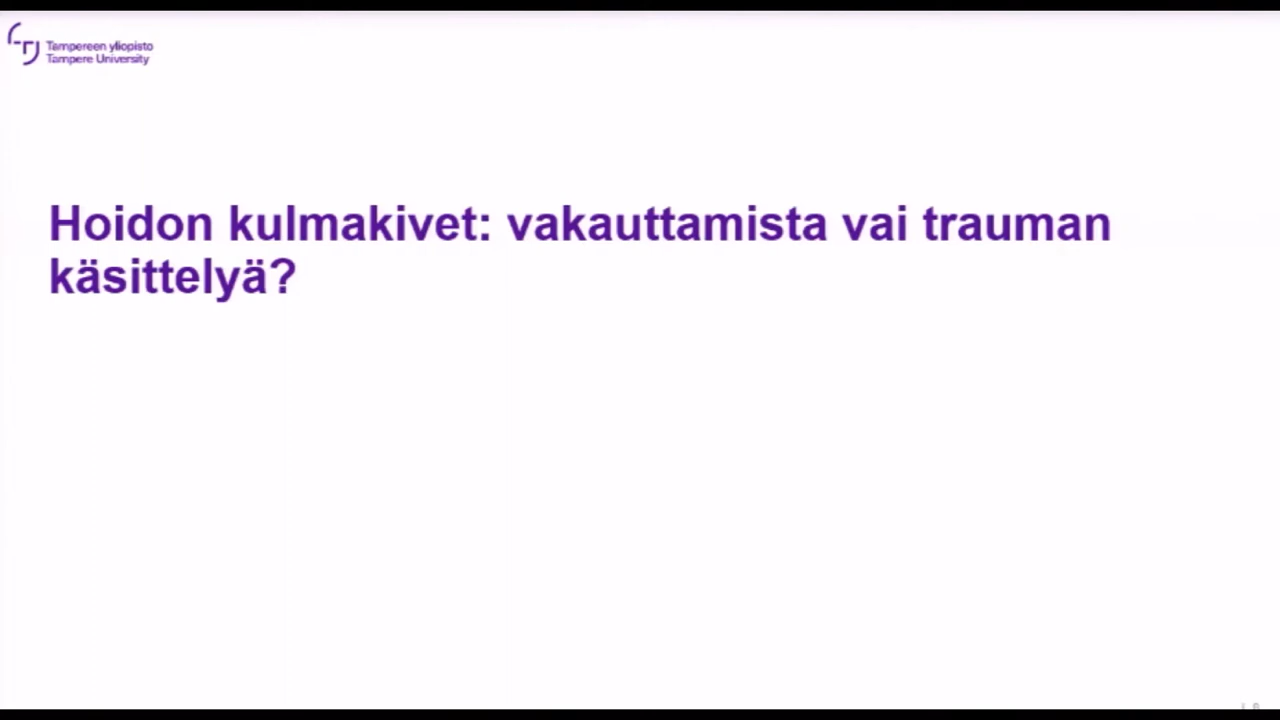 Tampereen yliopisto
Tampere University
Hoidon kulmakivet: vakauttamista vai trauman
käsittelyä?